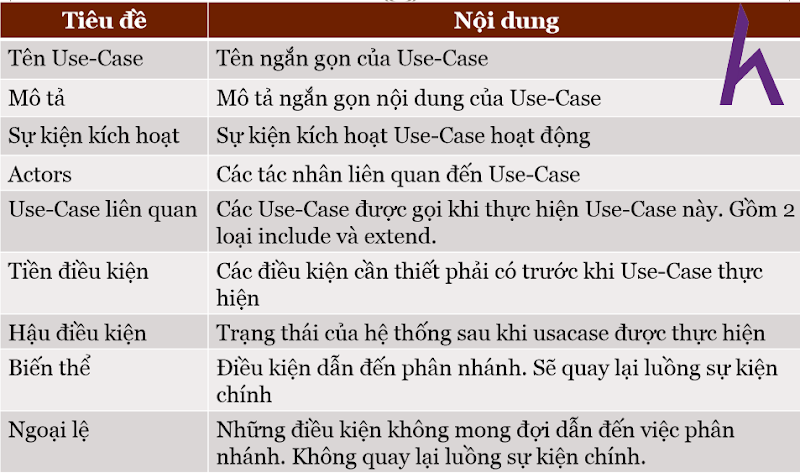 Tiêu đề
Nội dung
Tên Use-Case
Tên ngắn gọn của Use-Case
Mô tả
Mô tả ngắn gọn nội dung của Use-Case
Sự kiện kích hoạt
Sự kiện kích hoạt Use-Case hoạt động
Actors
Các tác nhân liên quan đến Use-Case
Use-Case liên quan
Các Use-Case được gọi khi thực hiện Use-Case này. Gồm 2
loại include và extend.
Tiền điều kiện
Các điều kiện cần thiết phải có trước khi Use-Case thực
hiện
Hậu điều kiện
Trạng thái của hệ thống sau khi usacase được thực hiện
Biến thể
Điều kiện dẫn đến phân nhánh. Sẽ quay lại luồng sự kiện
chính
Ngoại lệ
Những điều kiện không mong đợi dẫn đến việc phân
nhánh. Không quay lại luồng sự kiện chính.